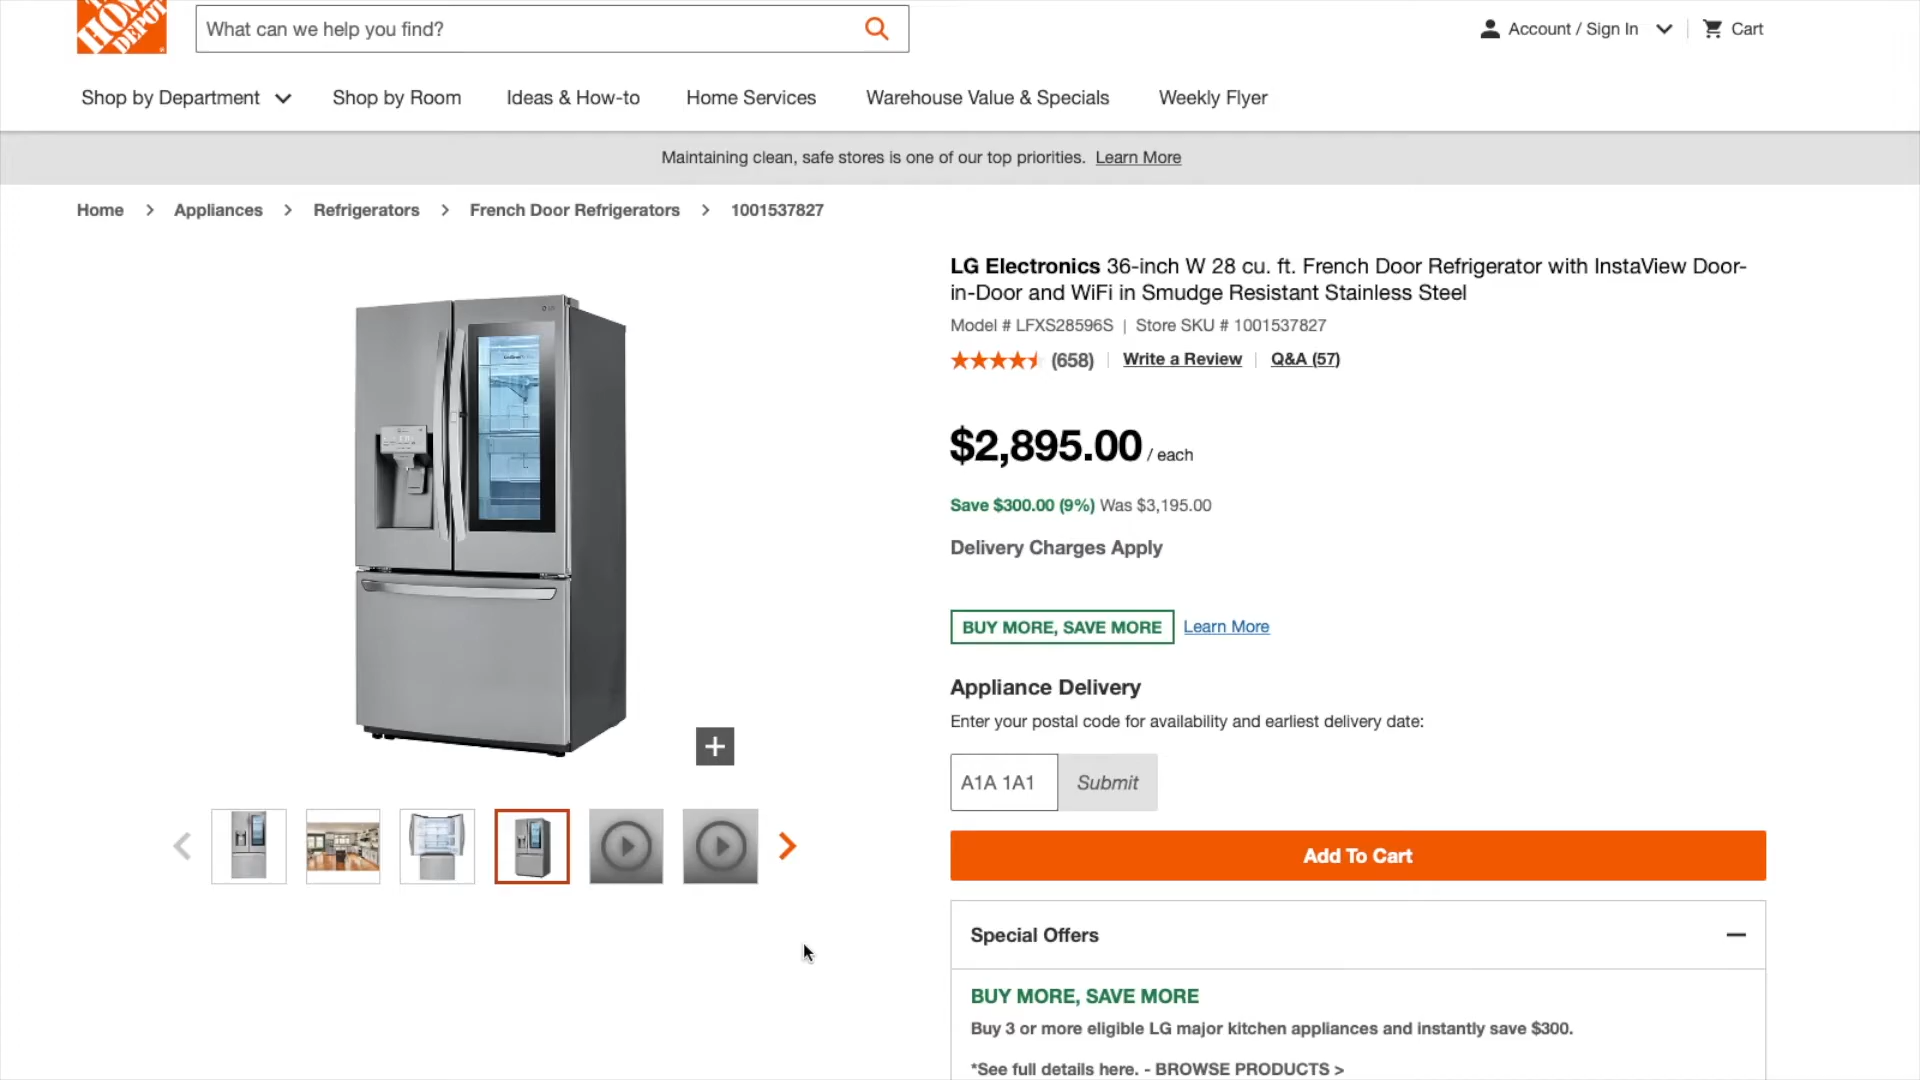 THE HOME DEPOT
What can we help you find?
Account / Sign In
Cart
Shop by Department
Shop by Room
Ideas & How-to
Home Services
Warehouse Value & Specials
Weekly Flyer
Maintaining clean, safe stores is one of our top priorities. Learn More
Home > Appliances > Refrigerators > French Door Refrigerators > 1001537827
LG Electronics 36-inch W 28 cu. ft. French Door Refrigerator with InstaView Door-
in-Door and WiFi in Smudge Resistant Stainless Steel
Model # LFXS28596S | Store SKU # 1001537827
(658) | Write a Review | Q&A (57)
$2,895.00 / each
Save $300.00 (9%) Was $3,195.00
Delivery Charges Apply
BUY MORE, SAVE MORE Learn More
Appliance Delivery
Enter your postal code for availability and earliest delivery date:
A1A 1A1 Submit
Add To Cart
Special Offers
BUY MORE, SAVE MORE
Buy 3 or more eligible LG major kitchen appliances and instantly save $300.
*See full details here. - BROWSE PRODUCTS >